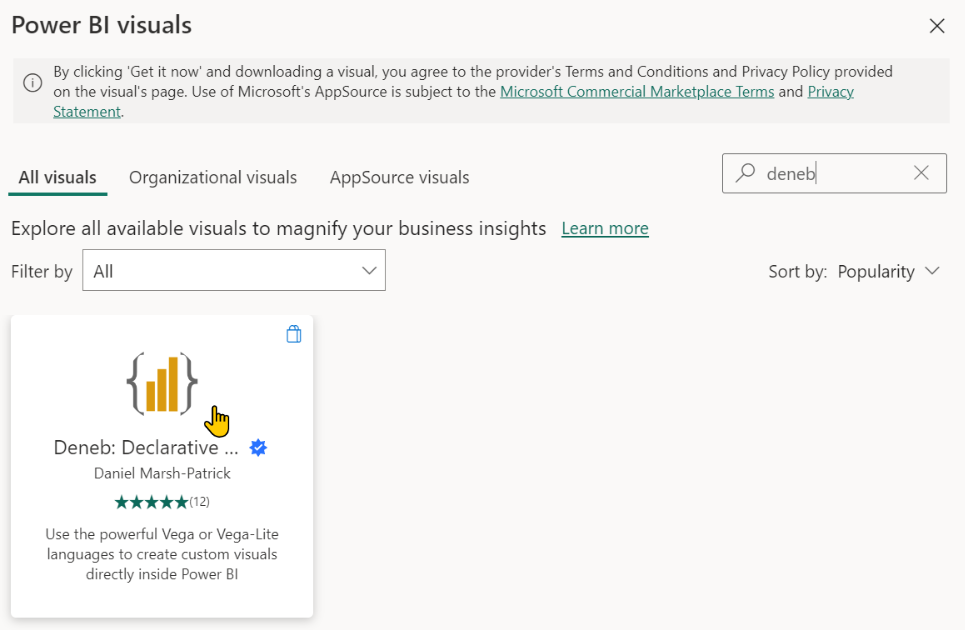 Power BI visuals
By clicking 'Get it now' and downloading a visual, you agree to the provider's Terms and Conditions and Privacy Policy provided
on the visual's page. Use of Microsoft's AppSource is subject to the Microsoft Commercial Marketplace Terms and Privacy
Statement.
All visuals Organizational visuals AppSource visuals deneb
Explore all available visuals to magnify your business insights Learn more
Filter by All Sort by: Popularity
Deneb: Declarative ...
Daniel Marsh-Patrick
(12)
Use the powerful Vega or Vega-Lite
languages to create custom visuals
directly inside Power BI